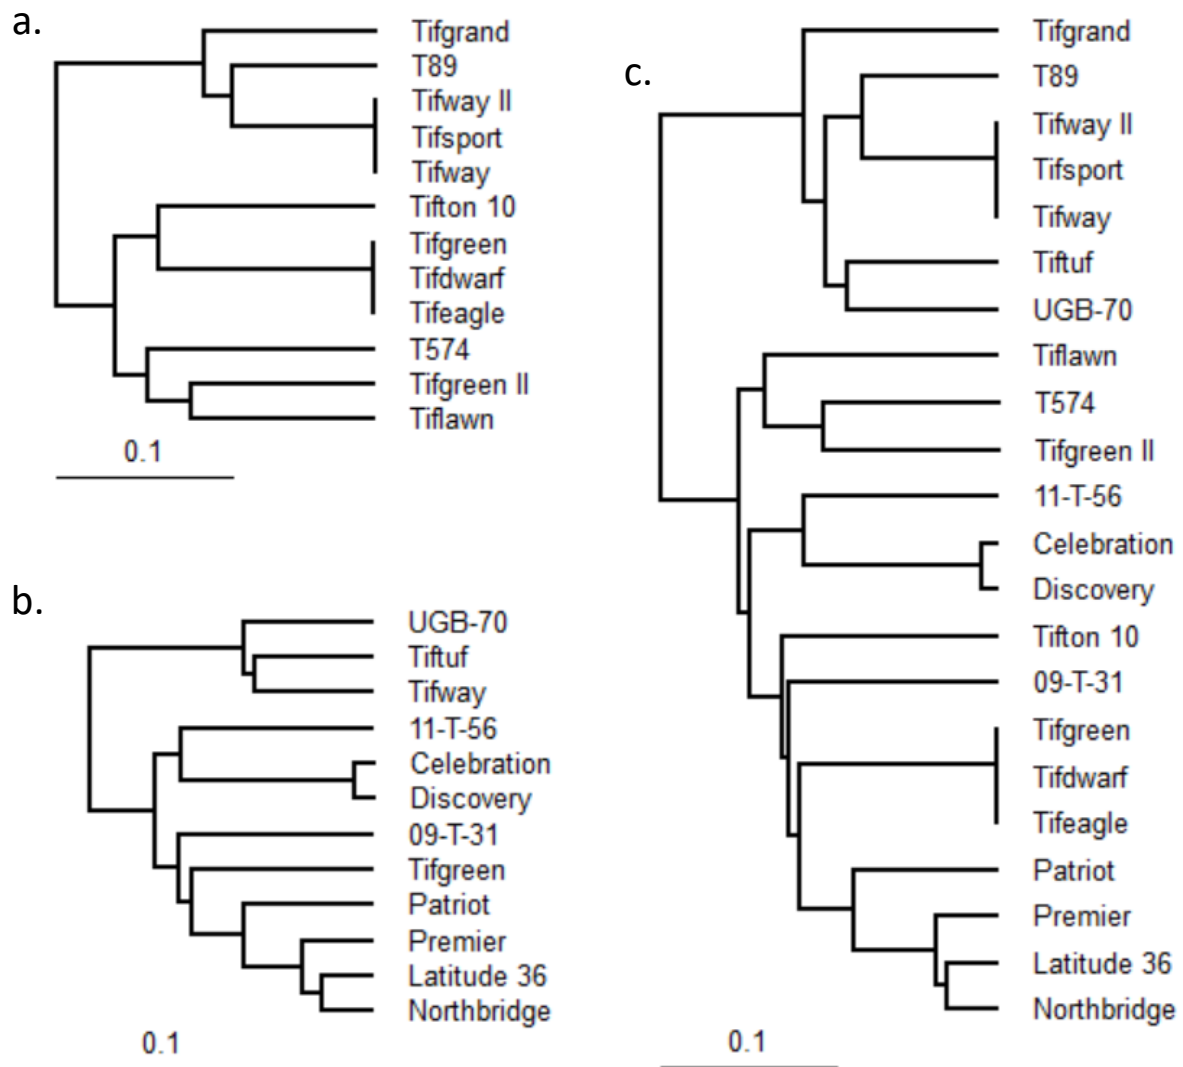 a.
Tifgrand
T89
Tifway II
Tifsport
Tifway
Tifton 10
Tifgreen
Tifdwarf
Tifeagle
T574
Tifgreen II
Tiflawn
0.1
b.
UGB-70
Tiftuf
Tifway
11-T-56
Celebration
Discovery
09-T-31
Tifgreen
Patriot
Premier
Latitude 36
Northbridge
0.1
c.
Tifgrand
T89
Tifway II
Tifsport
Tifway
Tiftuf
UGB-70
Tiflawn
T574
Tifgreen II
11-T-56
Celebration
Discovery
Tifton 10
09-T-31
Tifgreen
Tifdwarf
Tifeagle
Patriot
Premier
Latitude 36
Northbridge
0.1